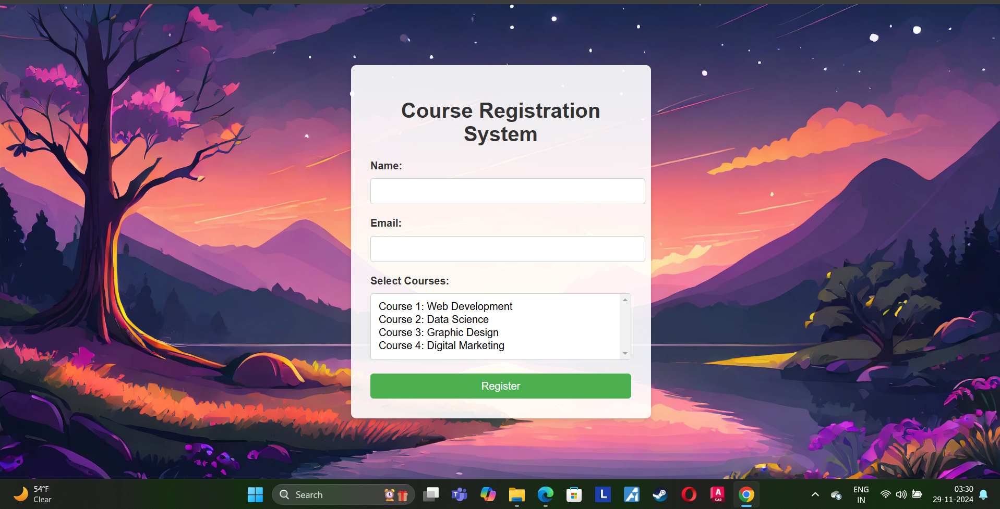 Course Registration
System
Name:
Email:
Select Courses:
Course 1: Web Development
Course 2: Data Science
Course 3: Graphic Design
Course 4: Digital Marketing
Register
54°F
Clear
Search
T
L
A
CAD
ENG
IN
03:30
29-11-2024